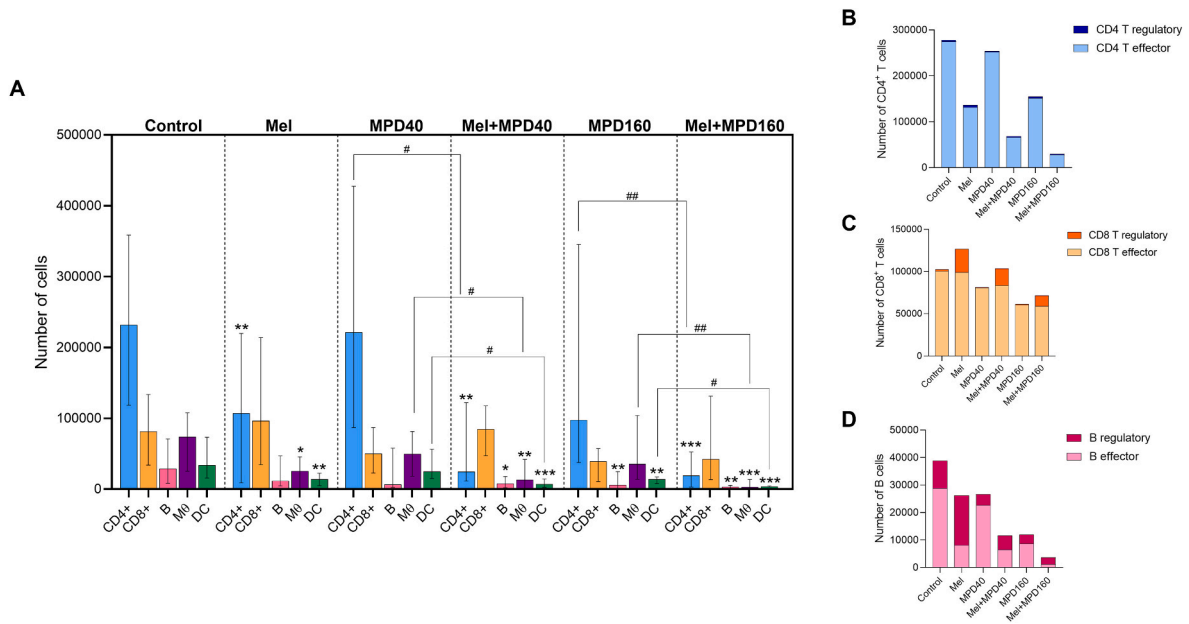 A
Number of cells
500000
400000
300000
200000
100000
0
Control
Mel
MPD40
Mel+MPD40
MPD160
Mel+MPD160
#
#
#
##
##
#
**
*
**
**
*
**
***
**
**
***
**
***
***
CD4+
CD8+
B
Mθ
DC
CD4+
CD8+
B
Mθ
DC
CD4+
CD8+
B
Mθ
DC
CD4+
CD8+
B
Mθ
DC
CD4+
CD8+
B
Mθ
DC
CD4+
CD8+
B
Mθ
DC
B
Number of CD4⁺ T cells
300000
200000
100000
0
CD4 T regulatory
CD4 T effector
Control
Mel
MPD40
Mel+MPD40
MPD160
Mel+MPD160
C
Number of CD8⁺ T cells
150000
100000
50000
0
CD8 T regulatory
CD8 T effector
Control
Mel
MPD40
Mel+MPD40
MPD160
Mel+MPD160
D
Number of B cells
50000
40000
30000
20000
10000
0
B regulatory
B effector
Control
Mel
MPD40
Mel+MPD40
MPD160
Mel+MPD160